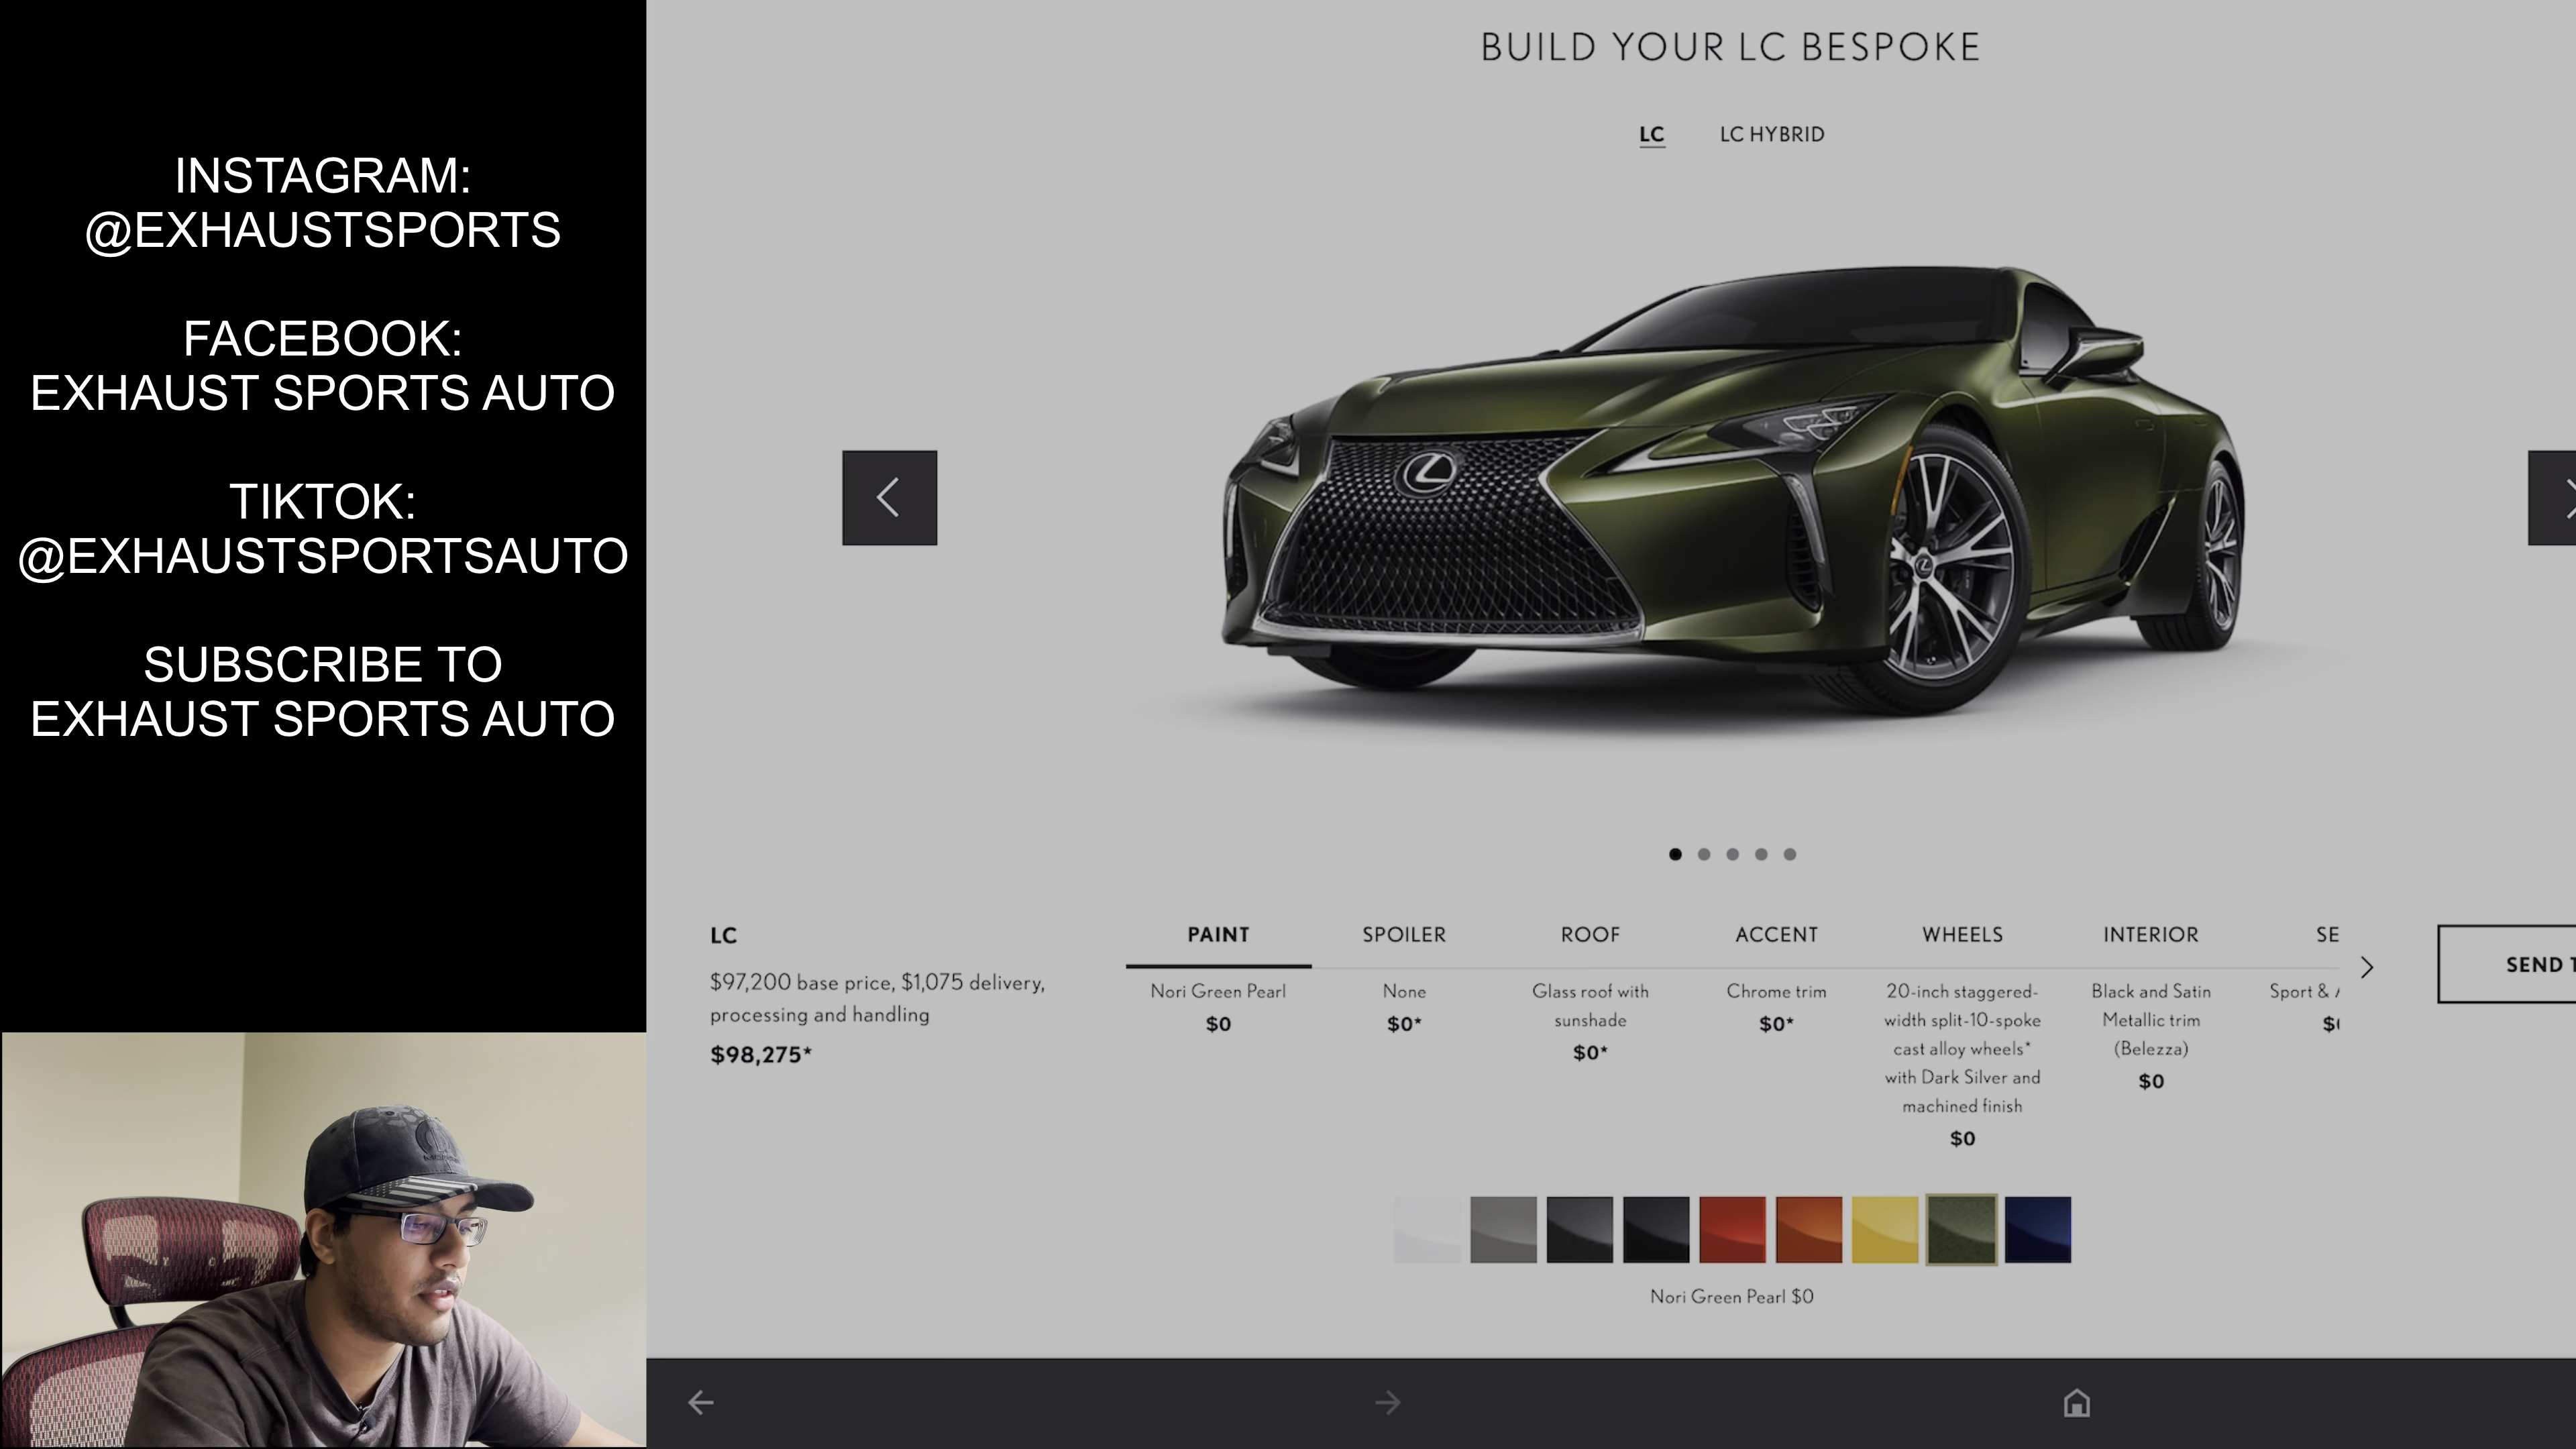 INSTAGRAM:
@EXHAUSTSPORTS
FACEBOOK:
EXHAUST SPORTS AUTO
TIKTOK:
@EXHAUSTSPORTSAUTO
SUBSCRIBE TO
EXHAUST SPORTS AUTO
BUILD YOUR LC BESPOKE
LC
LC HYBRID
LC
$97,200 base price, $1,075 delivery,
processing and handling
$98,275*
PAINT
Nori Green Pearl
$0
SPOILER
None
$0*
ROOF
Glass roof with
sunshade
$0*
ACCENT
Chrome trim
$0*
WHEELS
20-inch staggered-
width split-10-spoke
cast alloy wheels*
with Dark Silver and
machined finish
$0
INTERIOR
Black and Satin
Metallic trim
(Belezza)
$0
SE
Sport &
SEND
Nori Green Pearl $0